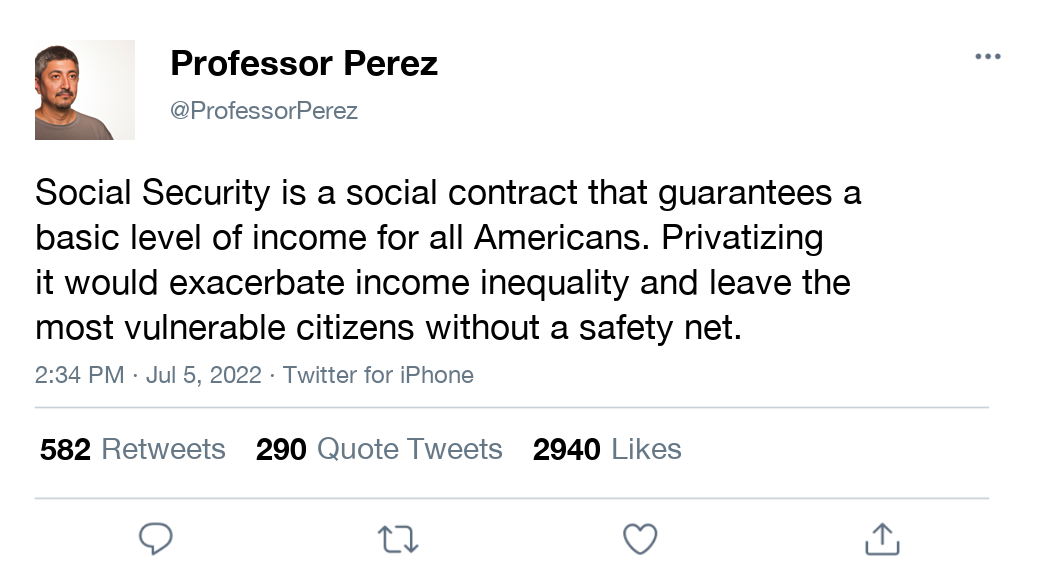 Professor Perez
@ProfessorPerez
Social Security is a social contract that guarantees a
basic level of income for all Americans. Privatizing
it would exacerbate income inequality and leave the
most vulnerable citizens without a safety net.
2:34 PM · Jul 5, 2022 · Twitter for iPhone
582 Retweets 290 Quote Tweets 2940 Likes